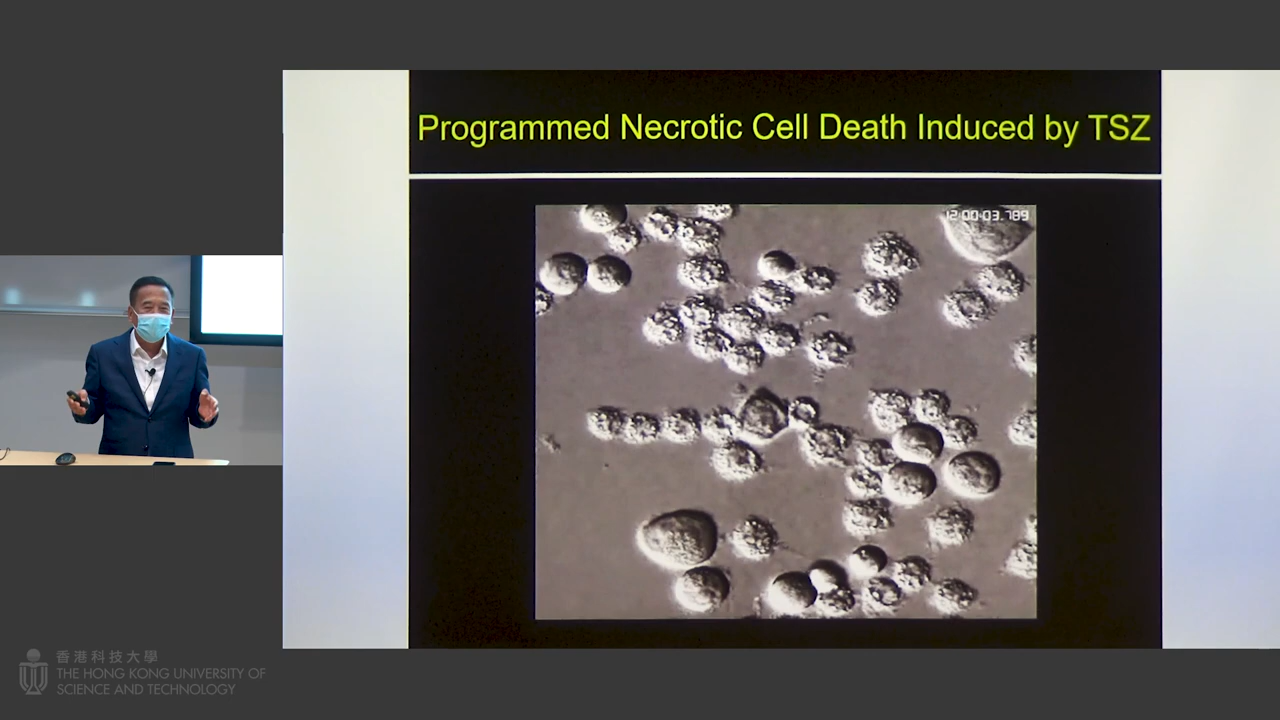 Programmed Necrotic Cell Death Induced by TSZ
12:00:03.789
香港科技大學
THE HONG KONG UNIVERSITY OF
SCIENCE AND TECHNOLOGY